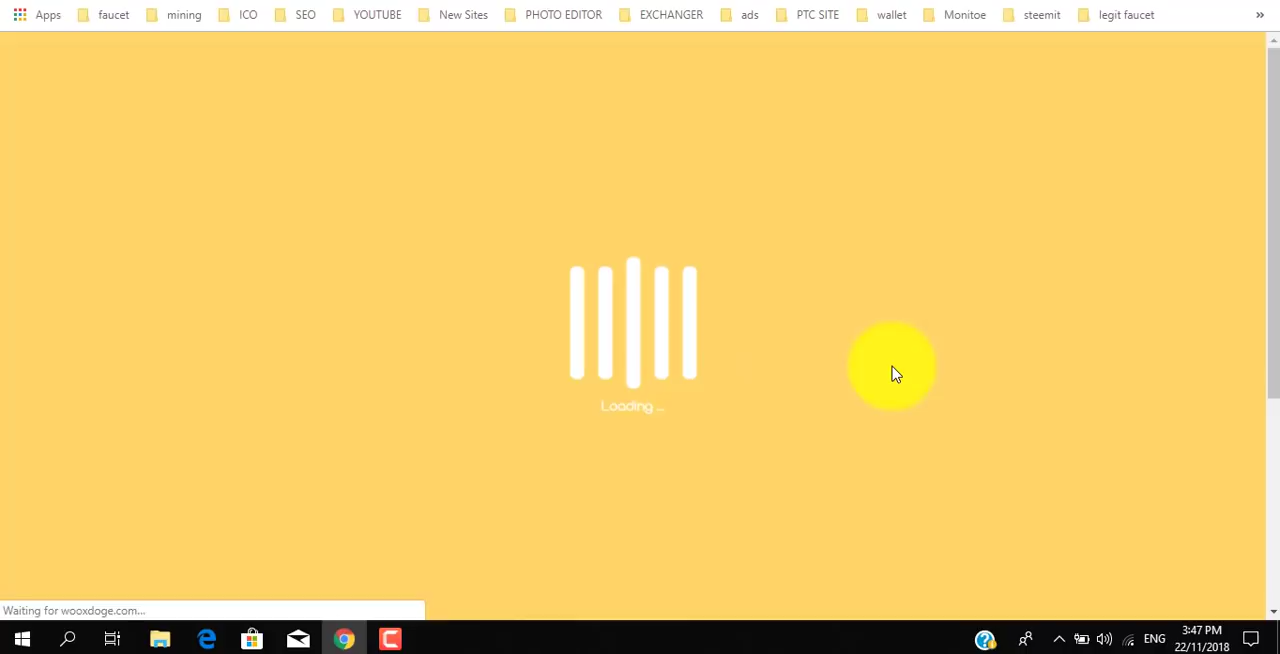 Apps faucet mining ICO SEO YOUTUBE New Sites PHOTO EDITOR EXCHANGER ads PTC SITE wallet Monitoe steemit legit faucet »
Loading ...
Waiting for wooxdoge.com...
ENG
3:47 PM
22/11/2018